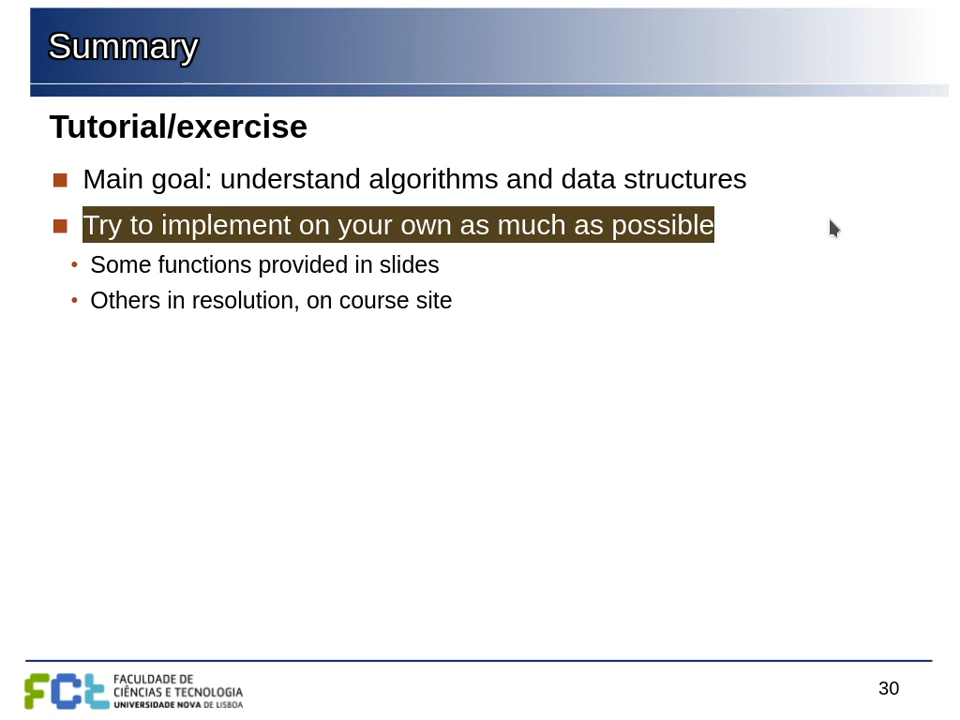 Summary
Tutorial/exercise
Main goal: understand algorithms and data structures
Try to implement on your own as much as possible
Some functions provided in slides
Others in resolution, on course site
FCt
FACULDADE DE
CIÊNCIAS E TECNOLOGIA
UNIVERSIDADE NOVA DE LISBOA
30